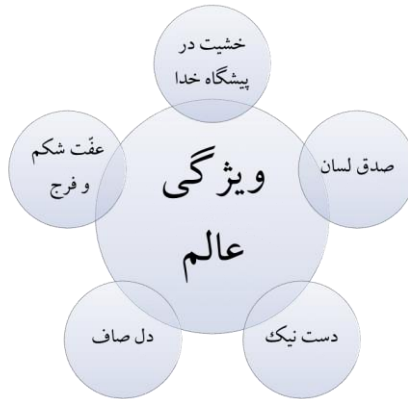 خشیت در
پیشگاه خدا
صدق لسان
دست نیک
دل صاف
عفّت شکم
و فرج
ویژگی
عالم